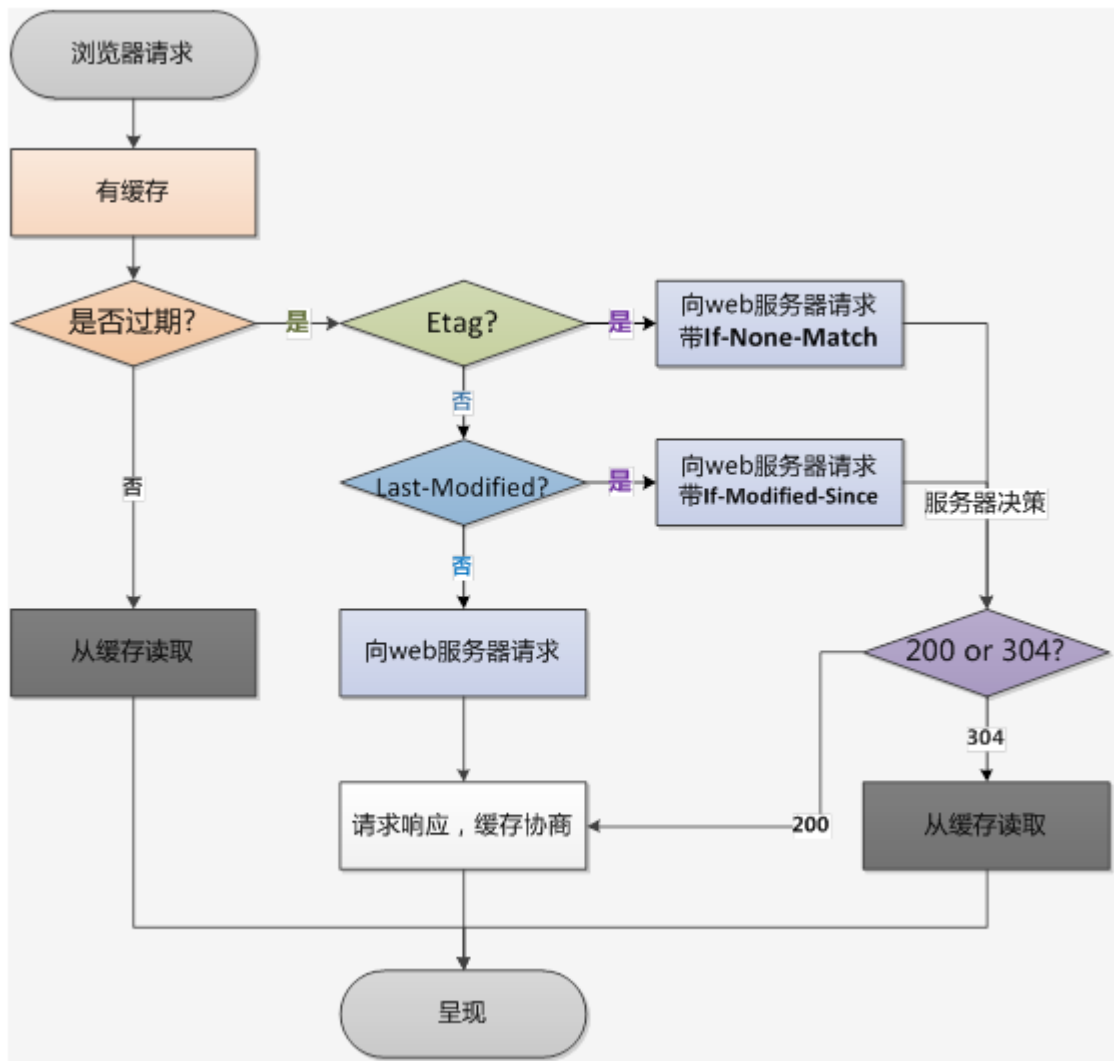 浏览器请求
有缓存
是否过期?
是
Etag?
是
向web服务器请求
带If-None-Match
否
否
Last-Modified?
是
向web服务器请求
带If-Modified-Since
服务器决策
否
从缓存读取
向web服务器请求
200 or 304?
304
请求响应，缓存协商
200
从缓存读取
呈现